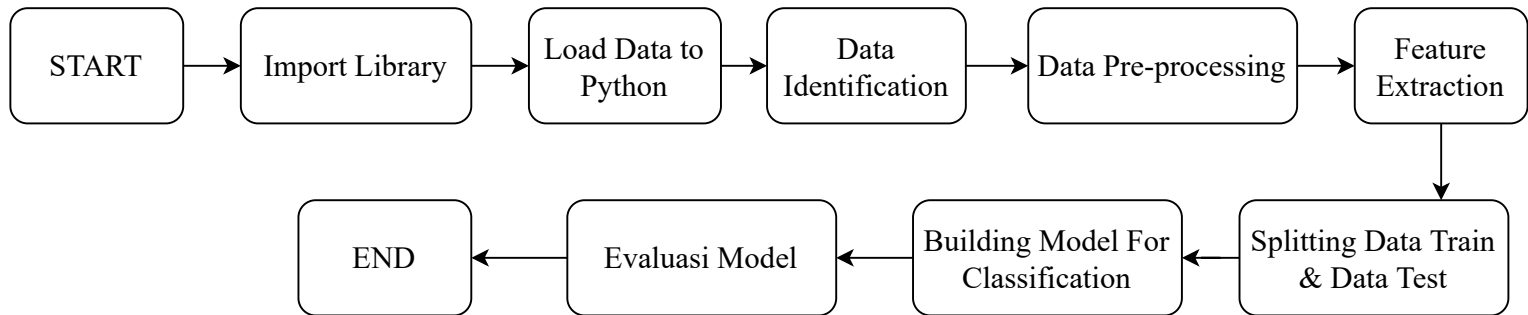 START
Import Library
Load Data to
Python
Data
Identification
Data Pre-processing
Feature
Extraction
Splitting Data Train
& Data Test
Building Model For
Classification
Evaluasi Model
END